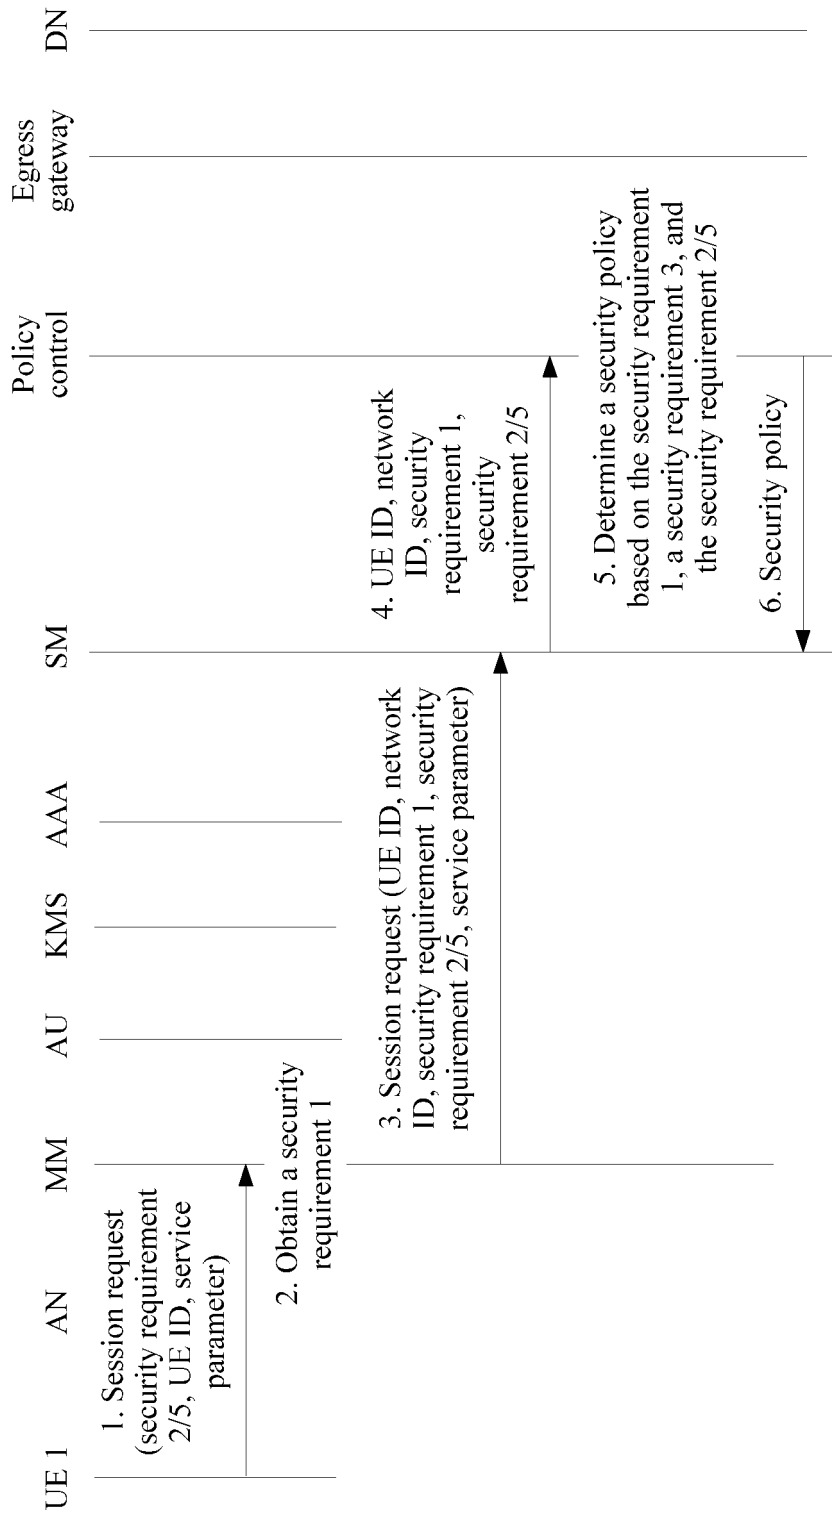 UE 1
AN
MM
AU
KMS
AAA
SM
Policy
control
Egress
gateway
DN
1. Session request
(security requirement
2/5, UE ID, service
parameter)
2. Obtain a security
requirement 1
3. Session request (UE ID, network
ID, security requirement 1, security
requirement 2/5, service parameter)
4. UE ID, network
ID, security
requirement 1,
security
requirement 2/5
5. Determine a security policy
based on the security requirement
1, a security requirement 3, and
the security requirement 2/5
6. Security policy